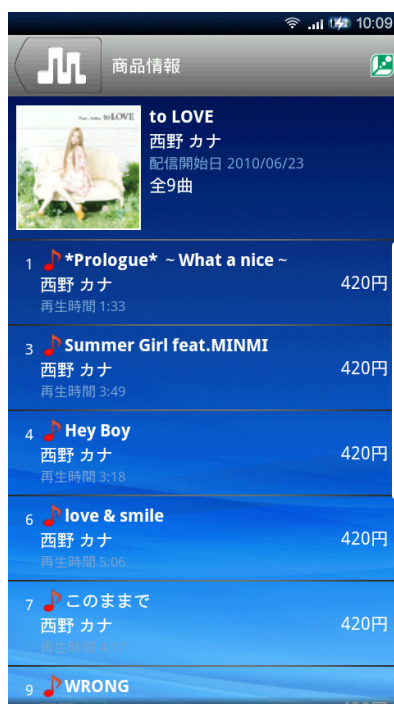 10:09
商品情報
to LOVE
西野 カナ
配信開始日 2010/06/23
全9曲
1 *Prologue* ~ What a nice ~
西野 カナ
420円
再生時間 1:33
3 Summer Girl feat.MINMI
西野 カナ
420円
再生時間 3:49
4 Hey Boy
西野 カナ
420円
再生時間 3:18
6 love & smile
西野 カナ
420円
再生時間 5:06
7 このままで
西野 カナ
420円
再生時間
9 WRONG